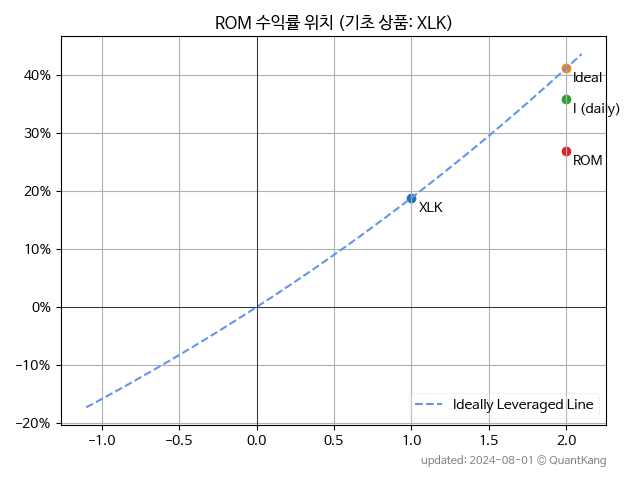 ROM 수익률 위치 (기초 상품: XLK)
40%
30%
20%
10%
0%
−10%
−20%
Ideal
I (daily)
ROM
XLK
Ideally Leveraged Line
−1.0
−0.5
0.0
0.5
1.0
1.5
2.0
updated: 2024-08-01 © QuantKang